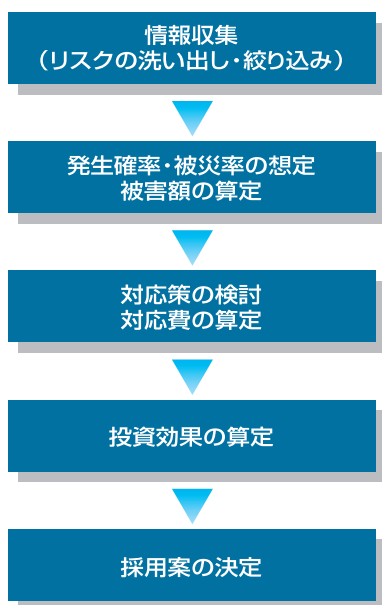 情報収集
（リスクの洗い出し・絞り込み）
発生確率・被災率の想定
被害額の算定
対応策の検討
対応費の算定
投資効果の算定
採用案の決定